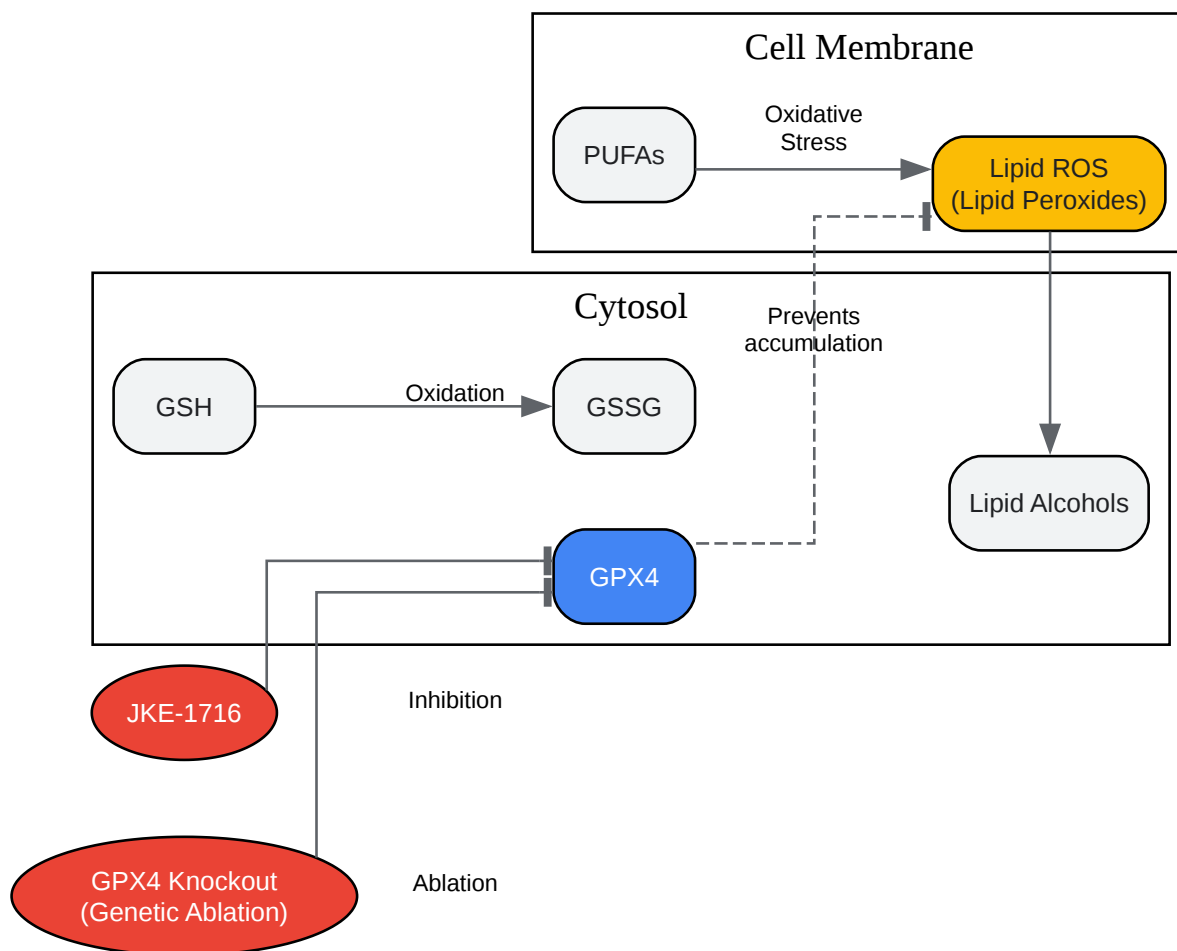 Cell Membrane
Oxidative
Stress
PUFAs
Lipid ROS
(Lipid Peroxides)
Cytosol
Prevents
accumulation
GSH
Oxidation
GSSG
Lipid Alcohols
GPX4
JKE-1716
Inhibition
GPX4 Knockout
(Genetic Ablation)
Ablation